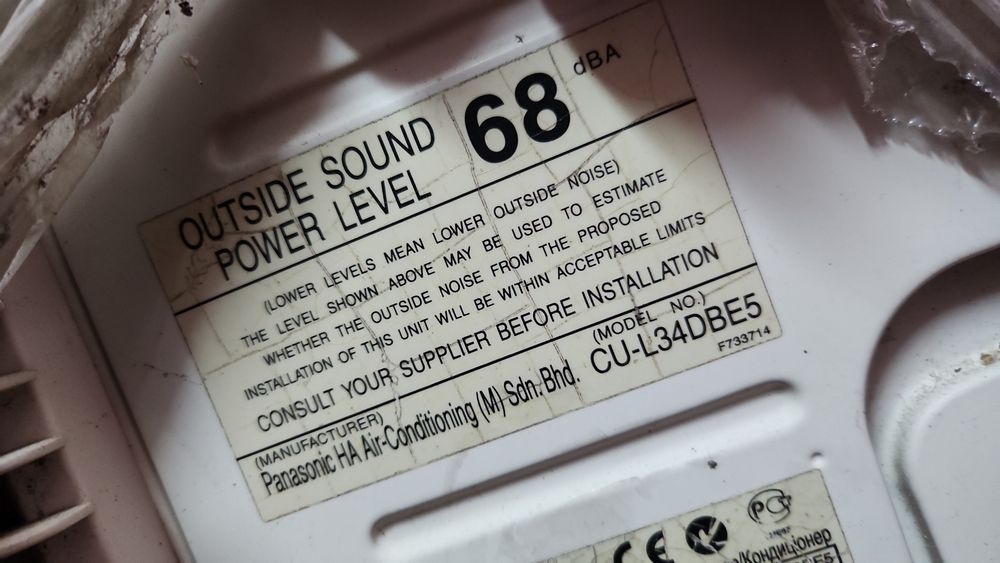 OUTSIDE SOUND
POWER LEVEL
68 dBA
(LOWER LEVELS MEAN LOWER OUTSIDE NOISE)
THE LEVEL SHOWN ABOVE MAY BE USED TO ESTIMATE
WHETHER THE OUTSIDE NOISE FROM THE PROPOSED
INSTALLATION OF THIS UNIT WILL BE WITHIN ACCEPTABLE LIMITS
CONSULT YOUR SUPPLIER BEFORE INSTALLATION
(MANUFACTURER)
Panasonic HA Air-Conditioning (M) Sdn. Bhd.
(MODEL NO.)
CU-L34DBE5
F733714
CE
/Кондиціонер